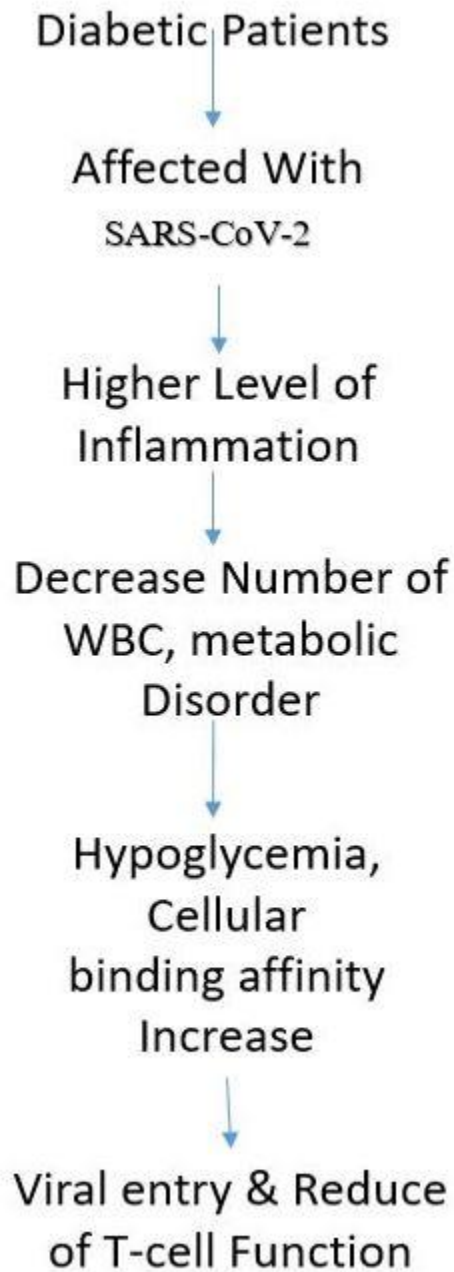 Diabetic Patients
Affected With
SARS-CoV-2
Higher Level of
Inflammation
Decrease Number of
WBC, metabolic
Disorder
Hypoglycemia,
Cellular
binding affinity
Increase
Viral entry & Reduce
of T-cell Function